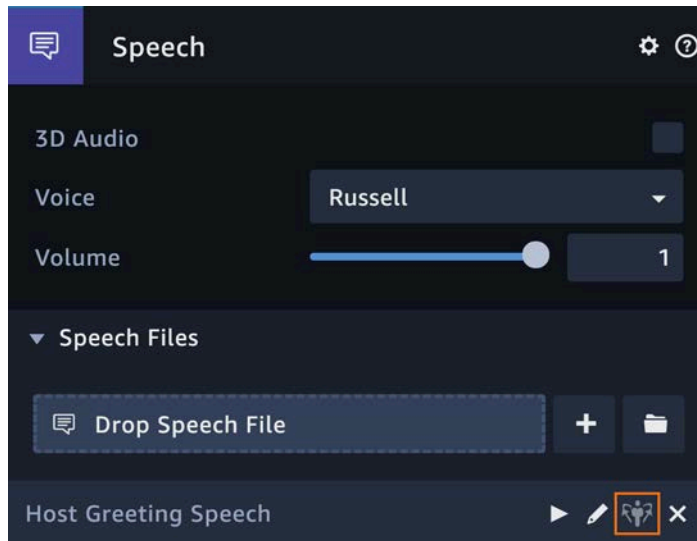 Speech
3D Audio
Voice Russell
Volume 1
Speech Files
Drop Speech File
Host Greeting Speech